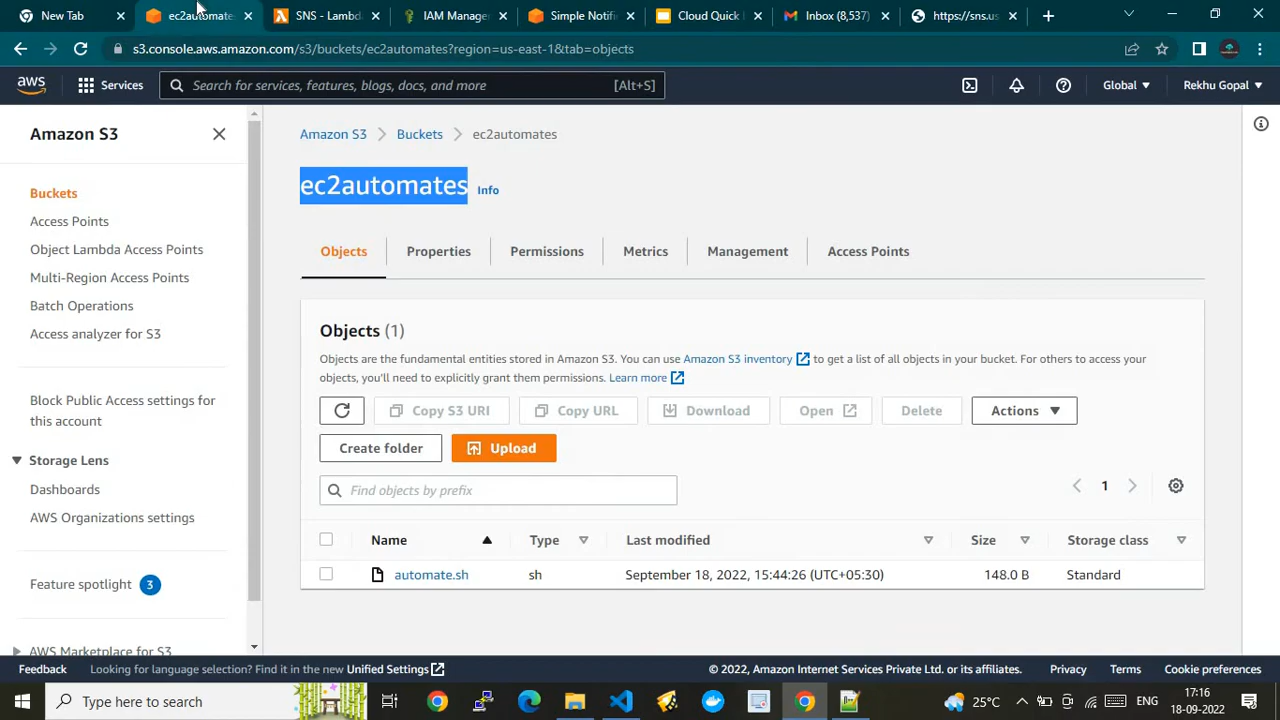 New Tab
ec2automate
SNS - Lambd
IAM Manage
Simple Notifi
Cloud Quick
Inbox (8,537)
https://sns.us
s3.console.aws.amazon.com/s3/buckets/ec2automates?region=us-east-1&tab=objects
aws
Services
Search for services, features, blogs, docs, and more
[Alt+S]
Global
Rekhu Gopal
Amazon S3
Buckets
Access Points
Object Lambda Access Points
Multi-Region Access Points
Batch Operations
Access analyzer for S3
Block Public Access settings for
this account
Storage Lens
Dashboards
AWS Organizations settings
Feature spotlight 3
AWS Marketplace for S3
Amazon S3 > Buckets > ec2automates
ec2automates Info
Objects
Properties
Permissions
Metrics
Management
Access Points
Objects (1)
Objects are the fundamental entities stored in Amazon S3. You can use Amazon S3 inventory to get a list of all objects in your bucket. For others to access your
objects, you'll need to explicitly grant them permissions. Learn more
Copy S3 URI
Copy URL
Download
Open
Delete
Actions
Create folder
Upload
Find objects by prefix
1
Name
Type
Last modified
Size
Storage class
automate.sh
sh
September 18, 2022, 15:44:26 (UTC+05:30)
148.0 B
Standard
Feedback
Looking for language selection? Find it in the new Unified Settings
© 2022, Amazon Internet Services Private Ltd. or its affiliates.
Privacy
Terms
Cookie preferences
Type here to search
25°C
ENG
17:16
18-09-2022